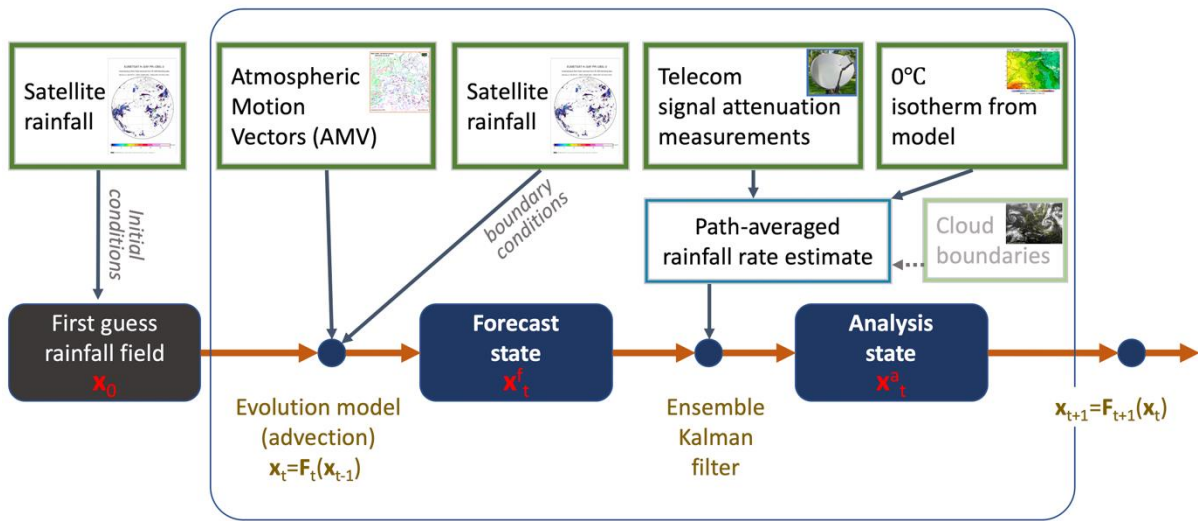 Satellite
rainfall
Atmospheric
Motion
Vectors (AMV)
Satellite
rainfall
Telecom
signal attenuation
measurements
0°C
isotherm from
model
Initial
conditions
boundary
conditions
Path-averaged
rainfall rate estimate
Cloud
boundaries
First guess
rainfall field
x₀
Forecast
state
xᶠₜ
Analysis
state
xᵃₜ
Evolution model
(advection)
xₜ=Fₜ(xₜ₋₁)
Ensemble
Kalman
filter
xₜ₊₁=Fₜ₊₁(xₜ)